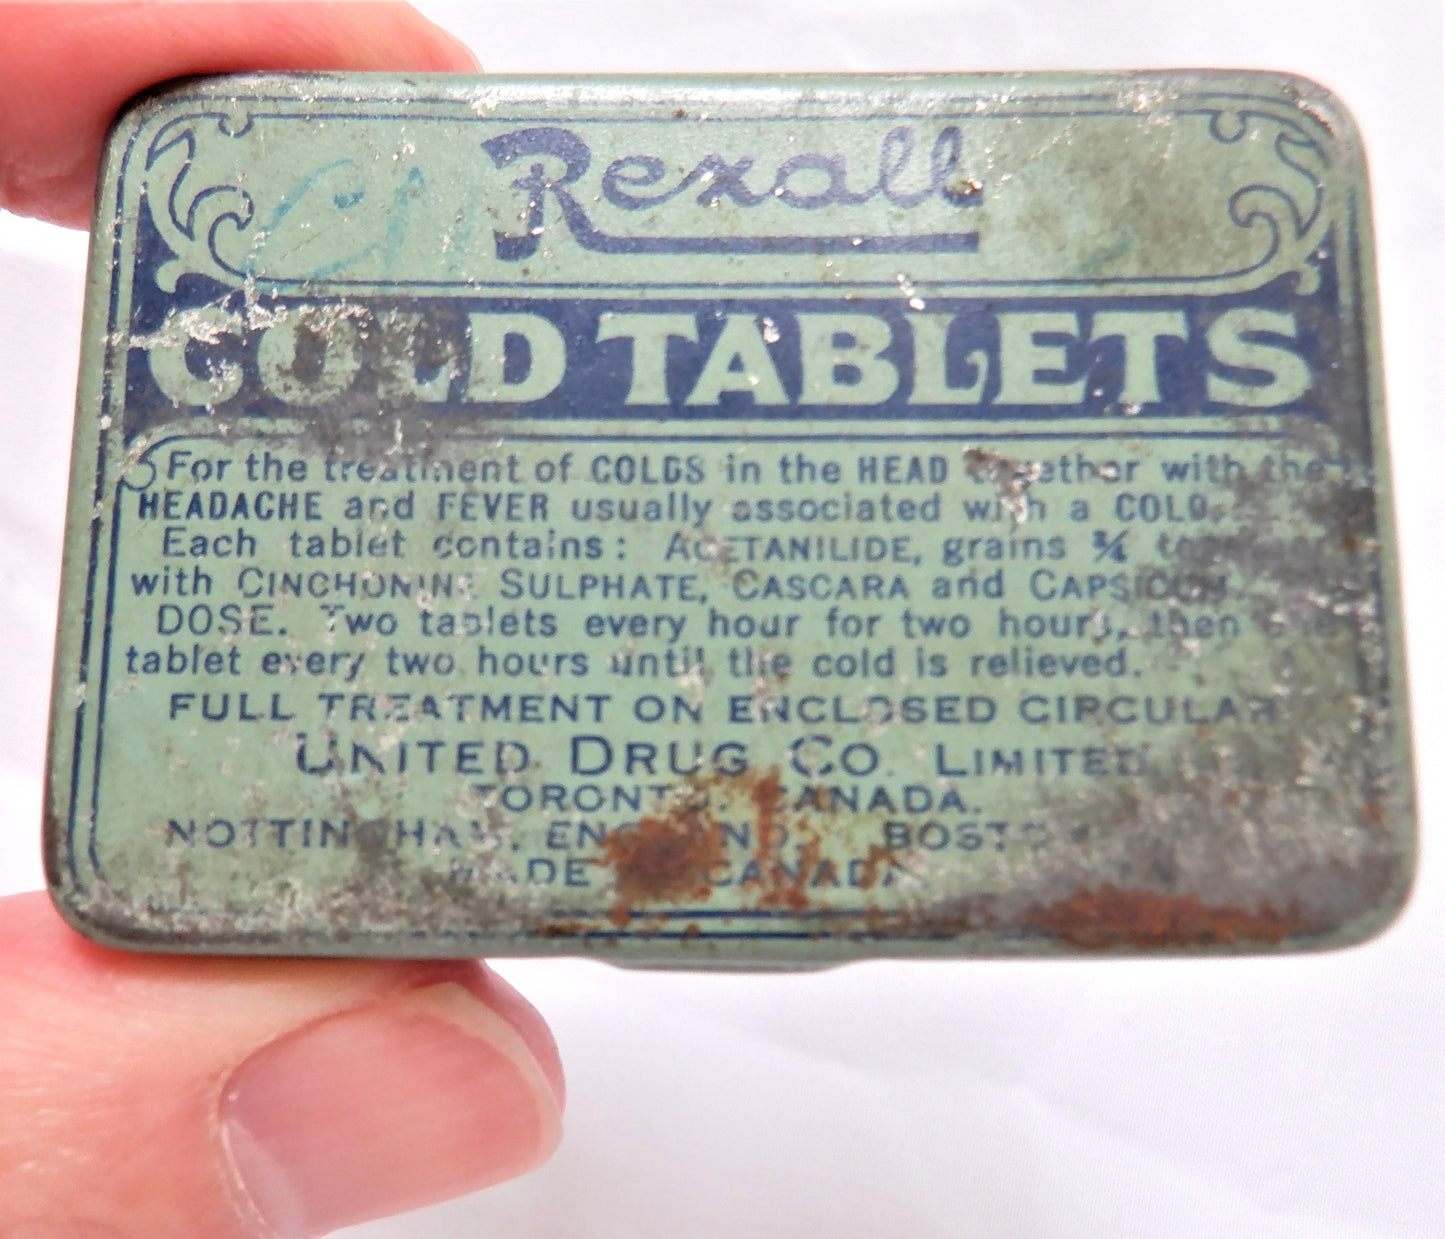 Rexall
COLD TABLETS
For the treatment of COLDS in the HEAD together with the
HEADACHE and FEVER usually associated with a COLD.
Each tablet contains: ACETANILIDE, grains ¾
with CINCHONINE SULPHATE, CASCARA and CAPSICUM
DOSE. Two tablets every hour for two hours, then one
tablet every two hours until the cold is relieved.
FULL TREATMENT ON ENCLOSED CIRCULAR
UNITED DRUG CO. LIMITED
TORONTO. CANADA.
NOTTINGHAM. ENGLAND. BOSTON
MADE IN CANADA